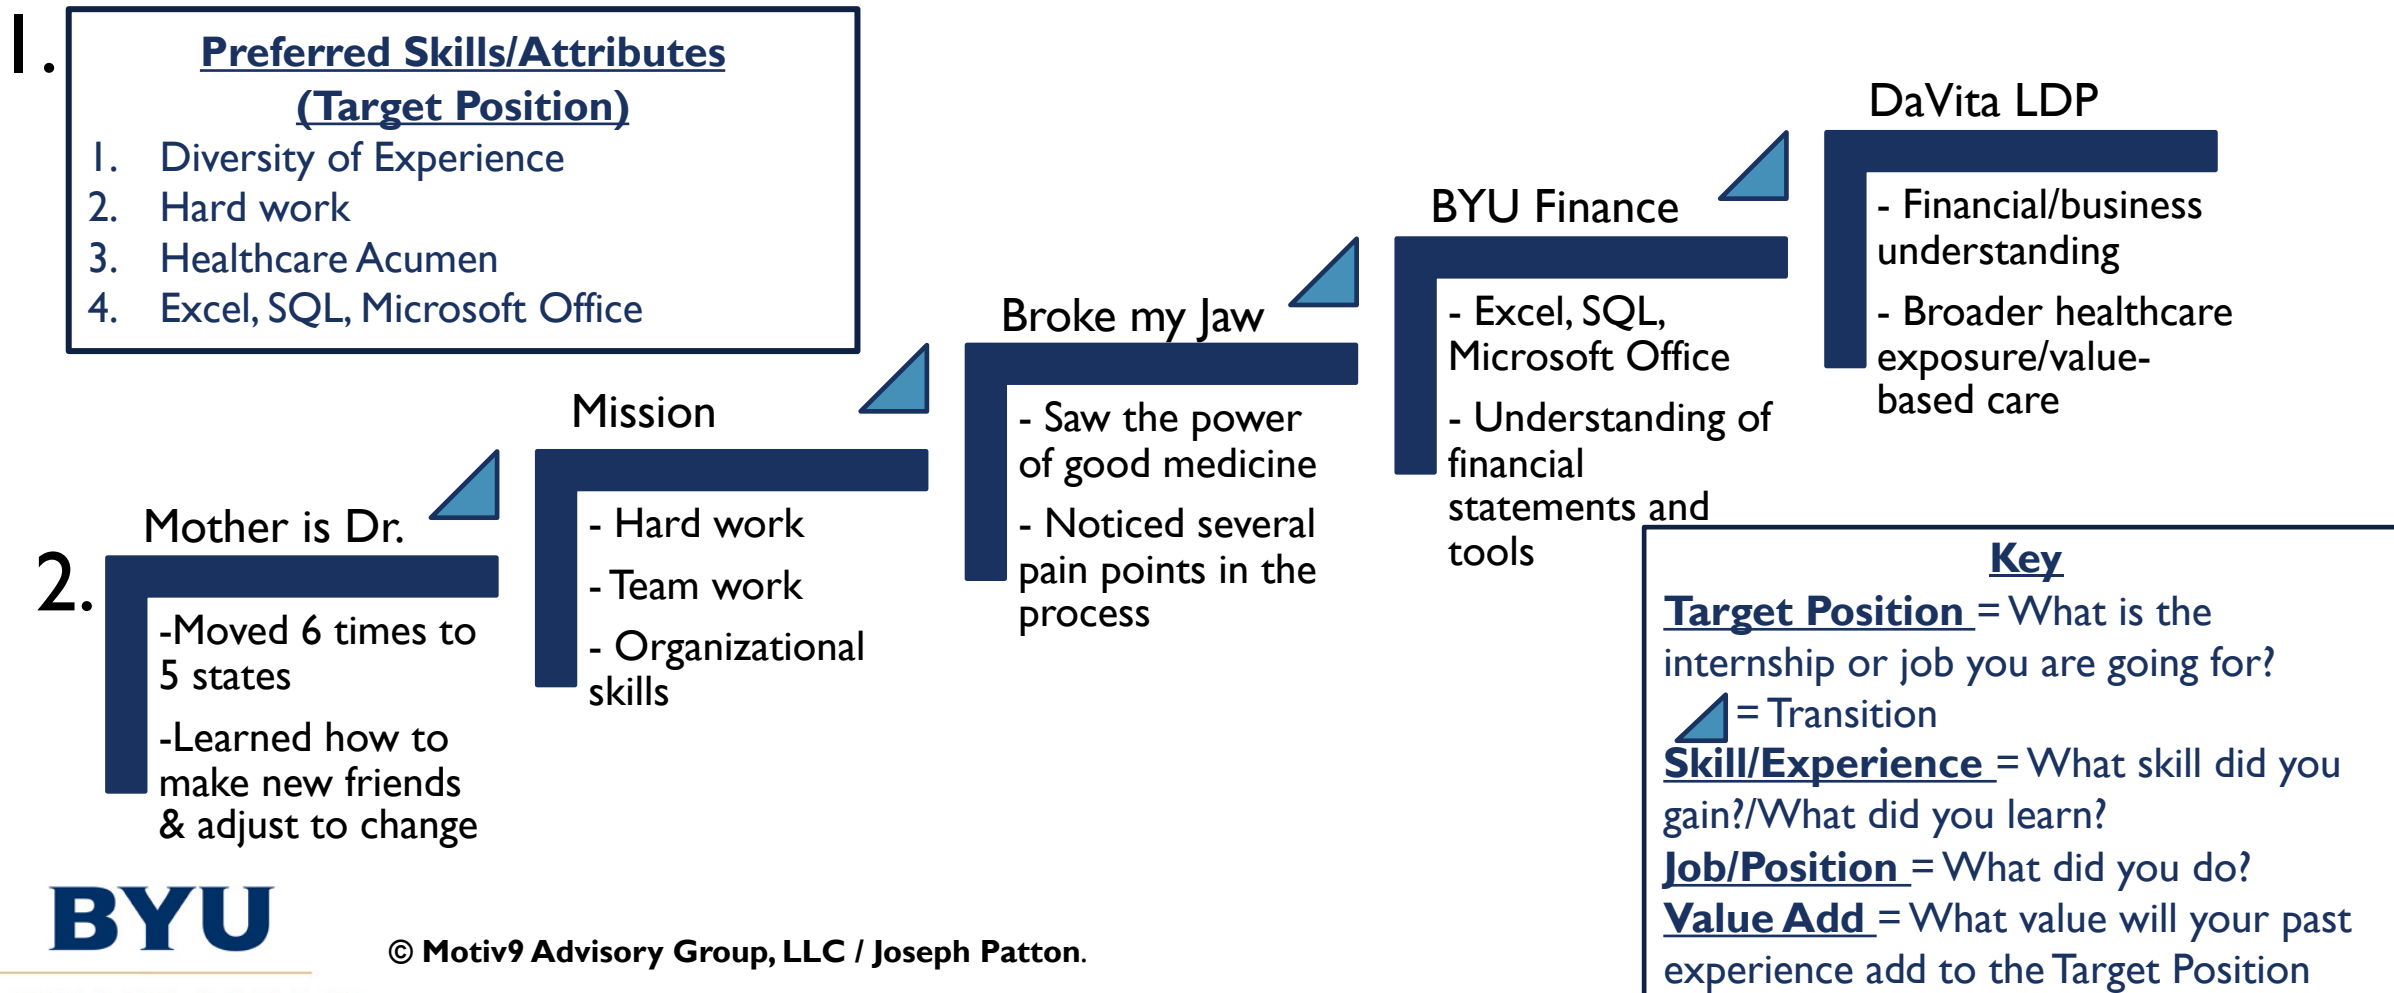 1.
Preferred Skills/Attributes
(Target Position)
1. Diversity of Experience
2. Hard work
3. Healthcare Acumen
4. Excel, SQL, Microsoft Office
2.
Mother is Dr.
-Moved 6 times to
5 states
-Learned how to
make new friends
& adjust to change
Mission
- Hard work
- Team work
- Organizational
skills
Broke my Jaw
- Saw the power
of good medicine
- Noticed several
pain points in the
process
BYU Finance
- Excel, SQL,
Microsoft Office
- Understanding of
financial
statements and
tools
DaVita LDP
- Financial/business
understanding
- Broader healthcare
exposure/value-
based care
Key
Target Position = What is the
internship or job you are going for?
= Transition
Skill/Experience = What skill did you
gain?/What did you learn?
Job/Position = What did you do?
Value Add = What value will your past
experience add to the Target Position
BYU
© Motiv9 Advisory Group, LLC / Joseph Patton.